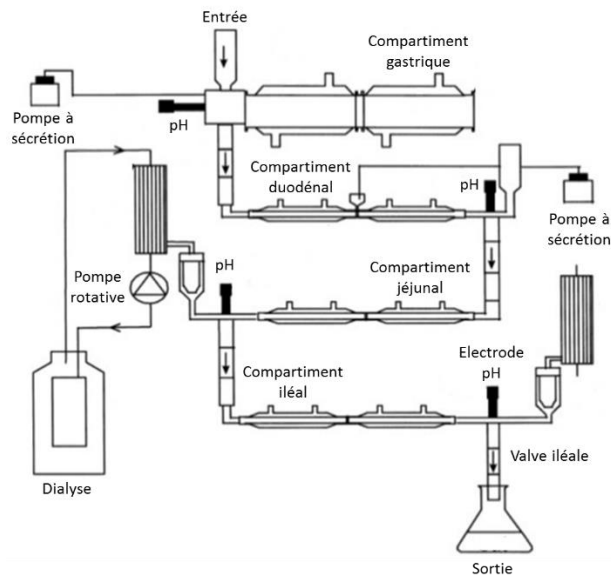 Entrée
Compartiment
gastrique
Pompe à
sécrétion
pH
Compartiment
duodénal
pH
Pompe à
sécrétion
Pompe
rotative
pH
Compartiment
jéjunal
Compartiment
iléal
Electrode
pH
Valve iléale
Dialyse
Sortie